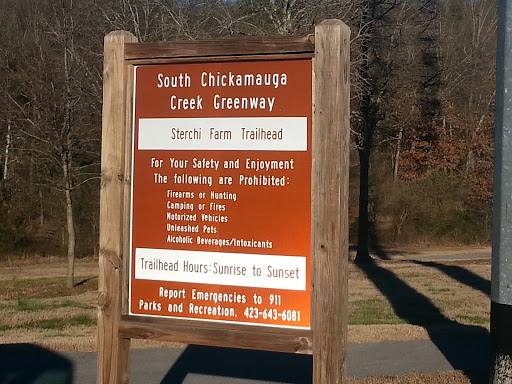 South Chickamauga
Creek Greenway
Sterchi Farm Trailhead
For Your Safety and Enjoyment
The following are Prohibited:
Firearms or Hunting
Camping or Fires
Motorized Vehicles
Unleashed Pets
Alcoholic Beverages/Intoxicants
Trailhead Hours:Sunrise to Sunset
Report Emergencies to 911
Parks and Recreation. 423-643-6081